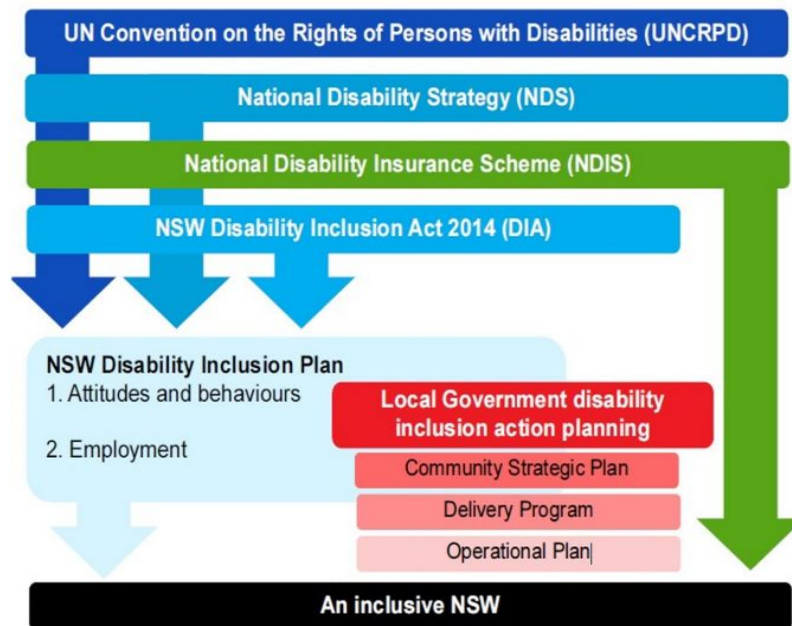 UN Convention on the Rights of Persons with Disabilities (UNCRPD)
National Disability Strategy (NDS)
National Disability Insurance Scheme (NDIS)
NSW Disability Inclusion Act 2014 (DIA)
NSW Disability Inclusion Plan
1. Attitudes and behaviours
2. Employment
Local Government disability
inclusion action planning
Community Strategic Plan
Delivery Program
Operational Plan
An inclusive NSW